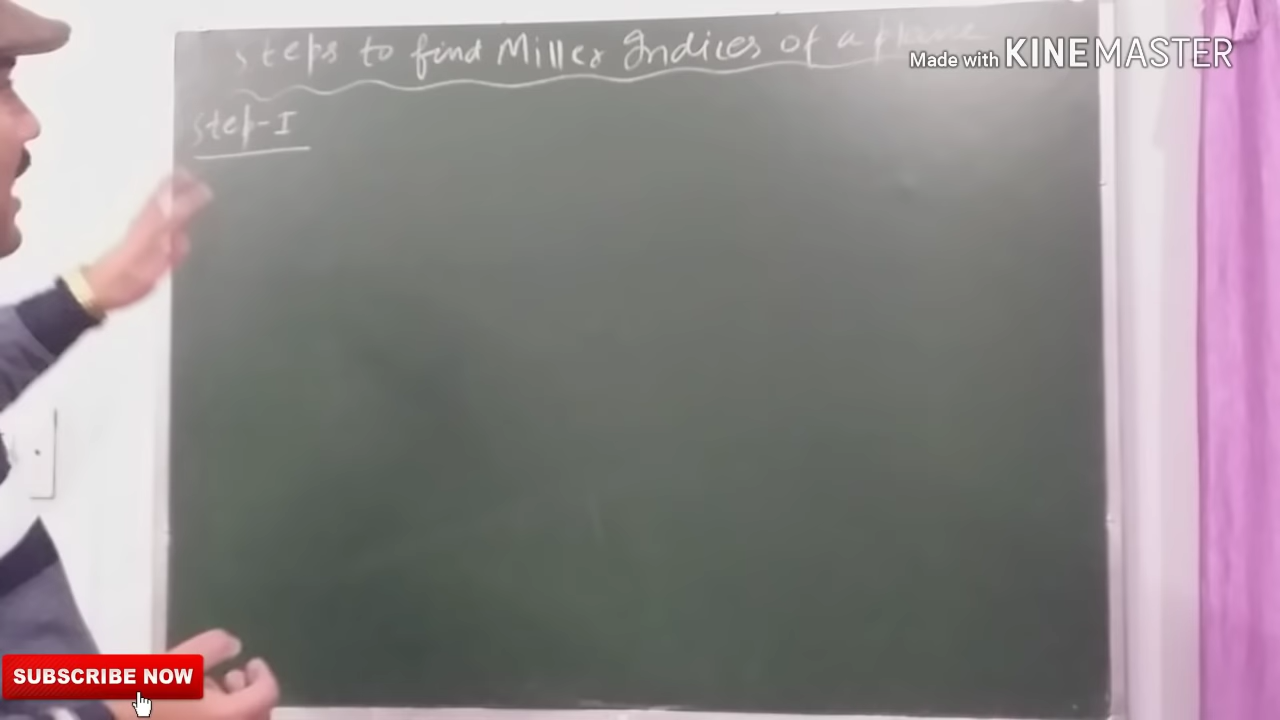 steps to find Miller Indices of a plane
Made with KINEMASTER
step-I
SUBSCRIBE NOW